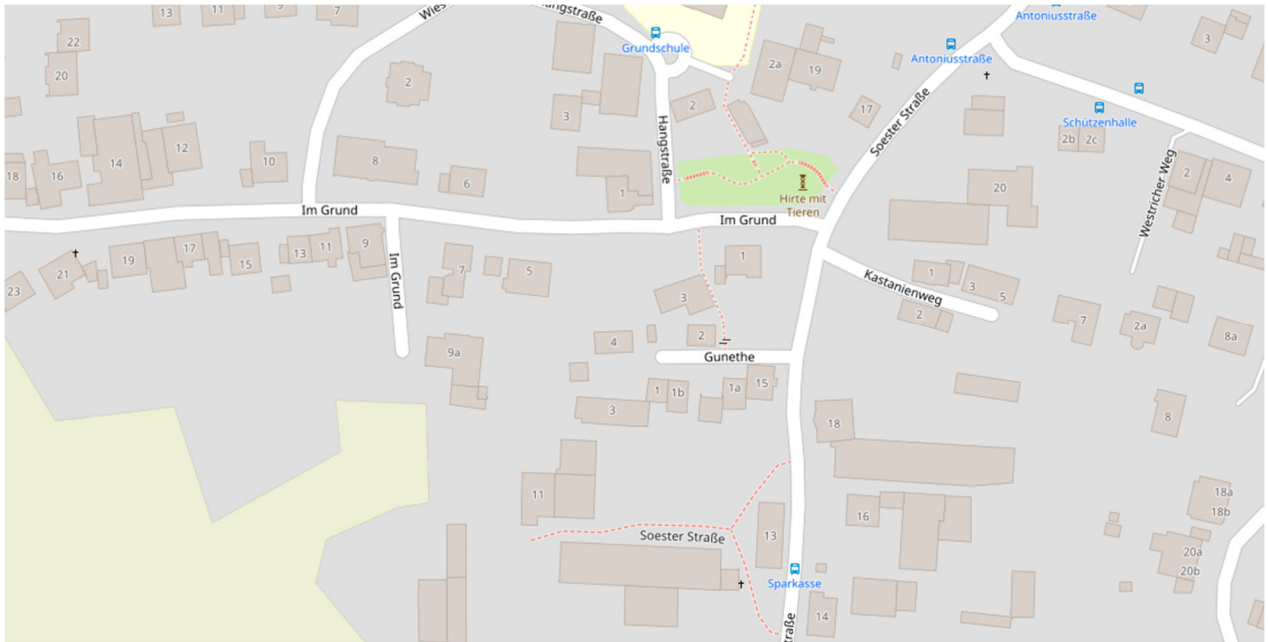 13
11
9
7
Antoniusstraße
22
Grundschule
3
Antoniusstraße
20
2
2a
19
Hangstraße
3
2
17
Soester Straße
Schützenhalle
2b
2c
14
12
10
8
6
18
16
1
Hirte mit
Tieren
20
2
4
Westricher Weg
Im Grund
Im Grund
21
19
17
15
13
11
9
Im Grund
7
5
1
Kastanienweg
1
3
5
23
3
2
7
2a
8a
4
2
9a
Gunethe
1
1b
1a
15
3
18
8
11
16
18a
18b
Soester Straße
13
20a
20b
Sparkasse
14
raße